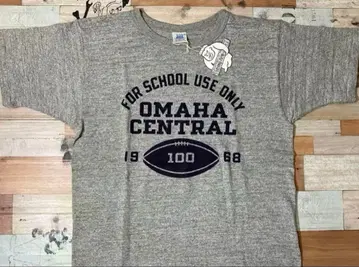 FOR SCHOOL USE ONLY
OMAHA
CENTRAL
19 100 68